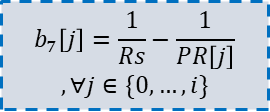 b₇[j] = 1/Rs − 1/PR[j]
, ∀j ∈ {0, …, i}